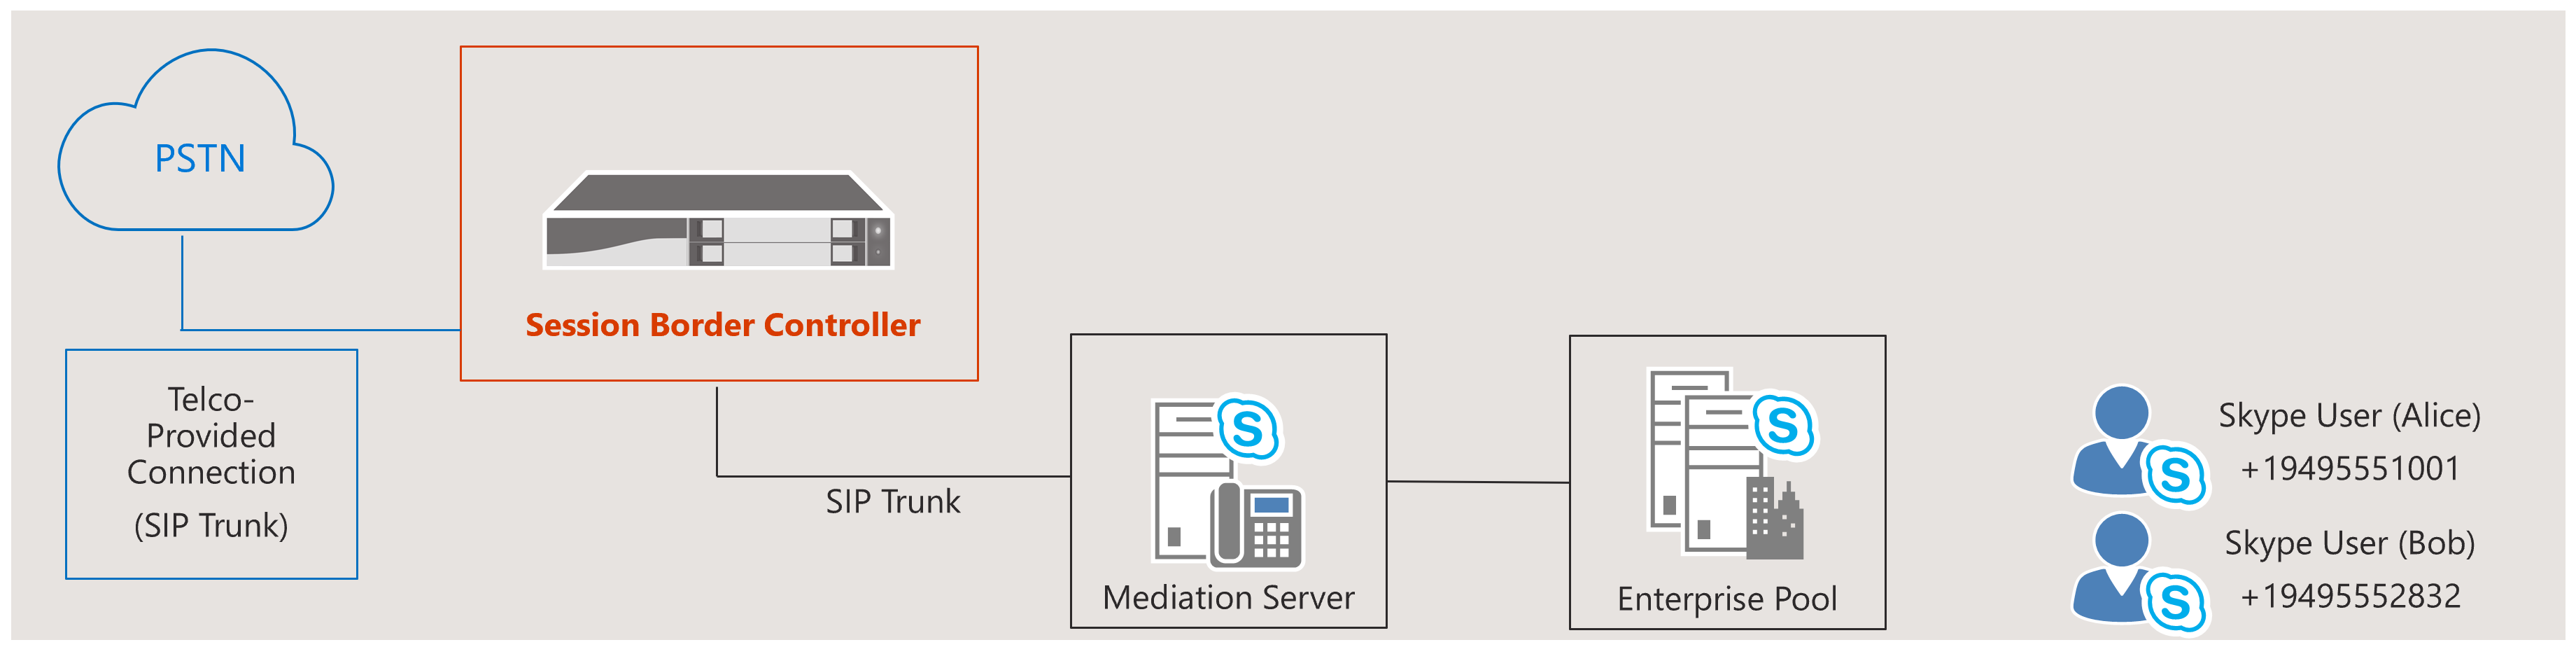 PSTN
Telco-
Provided
Connection
(SIP Trunk)
Session Border Controller
SIP Trunk
Mediation Server
Enterprise Pool
Skype User (Alice)
+19495551001
Skype User (Bob)
+19495552832